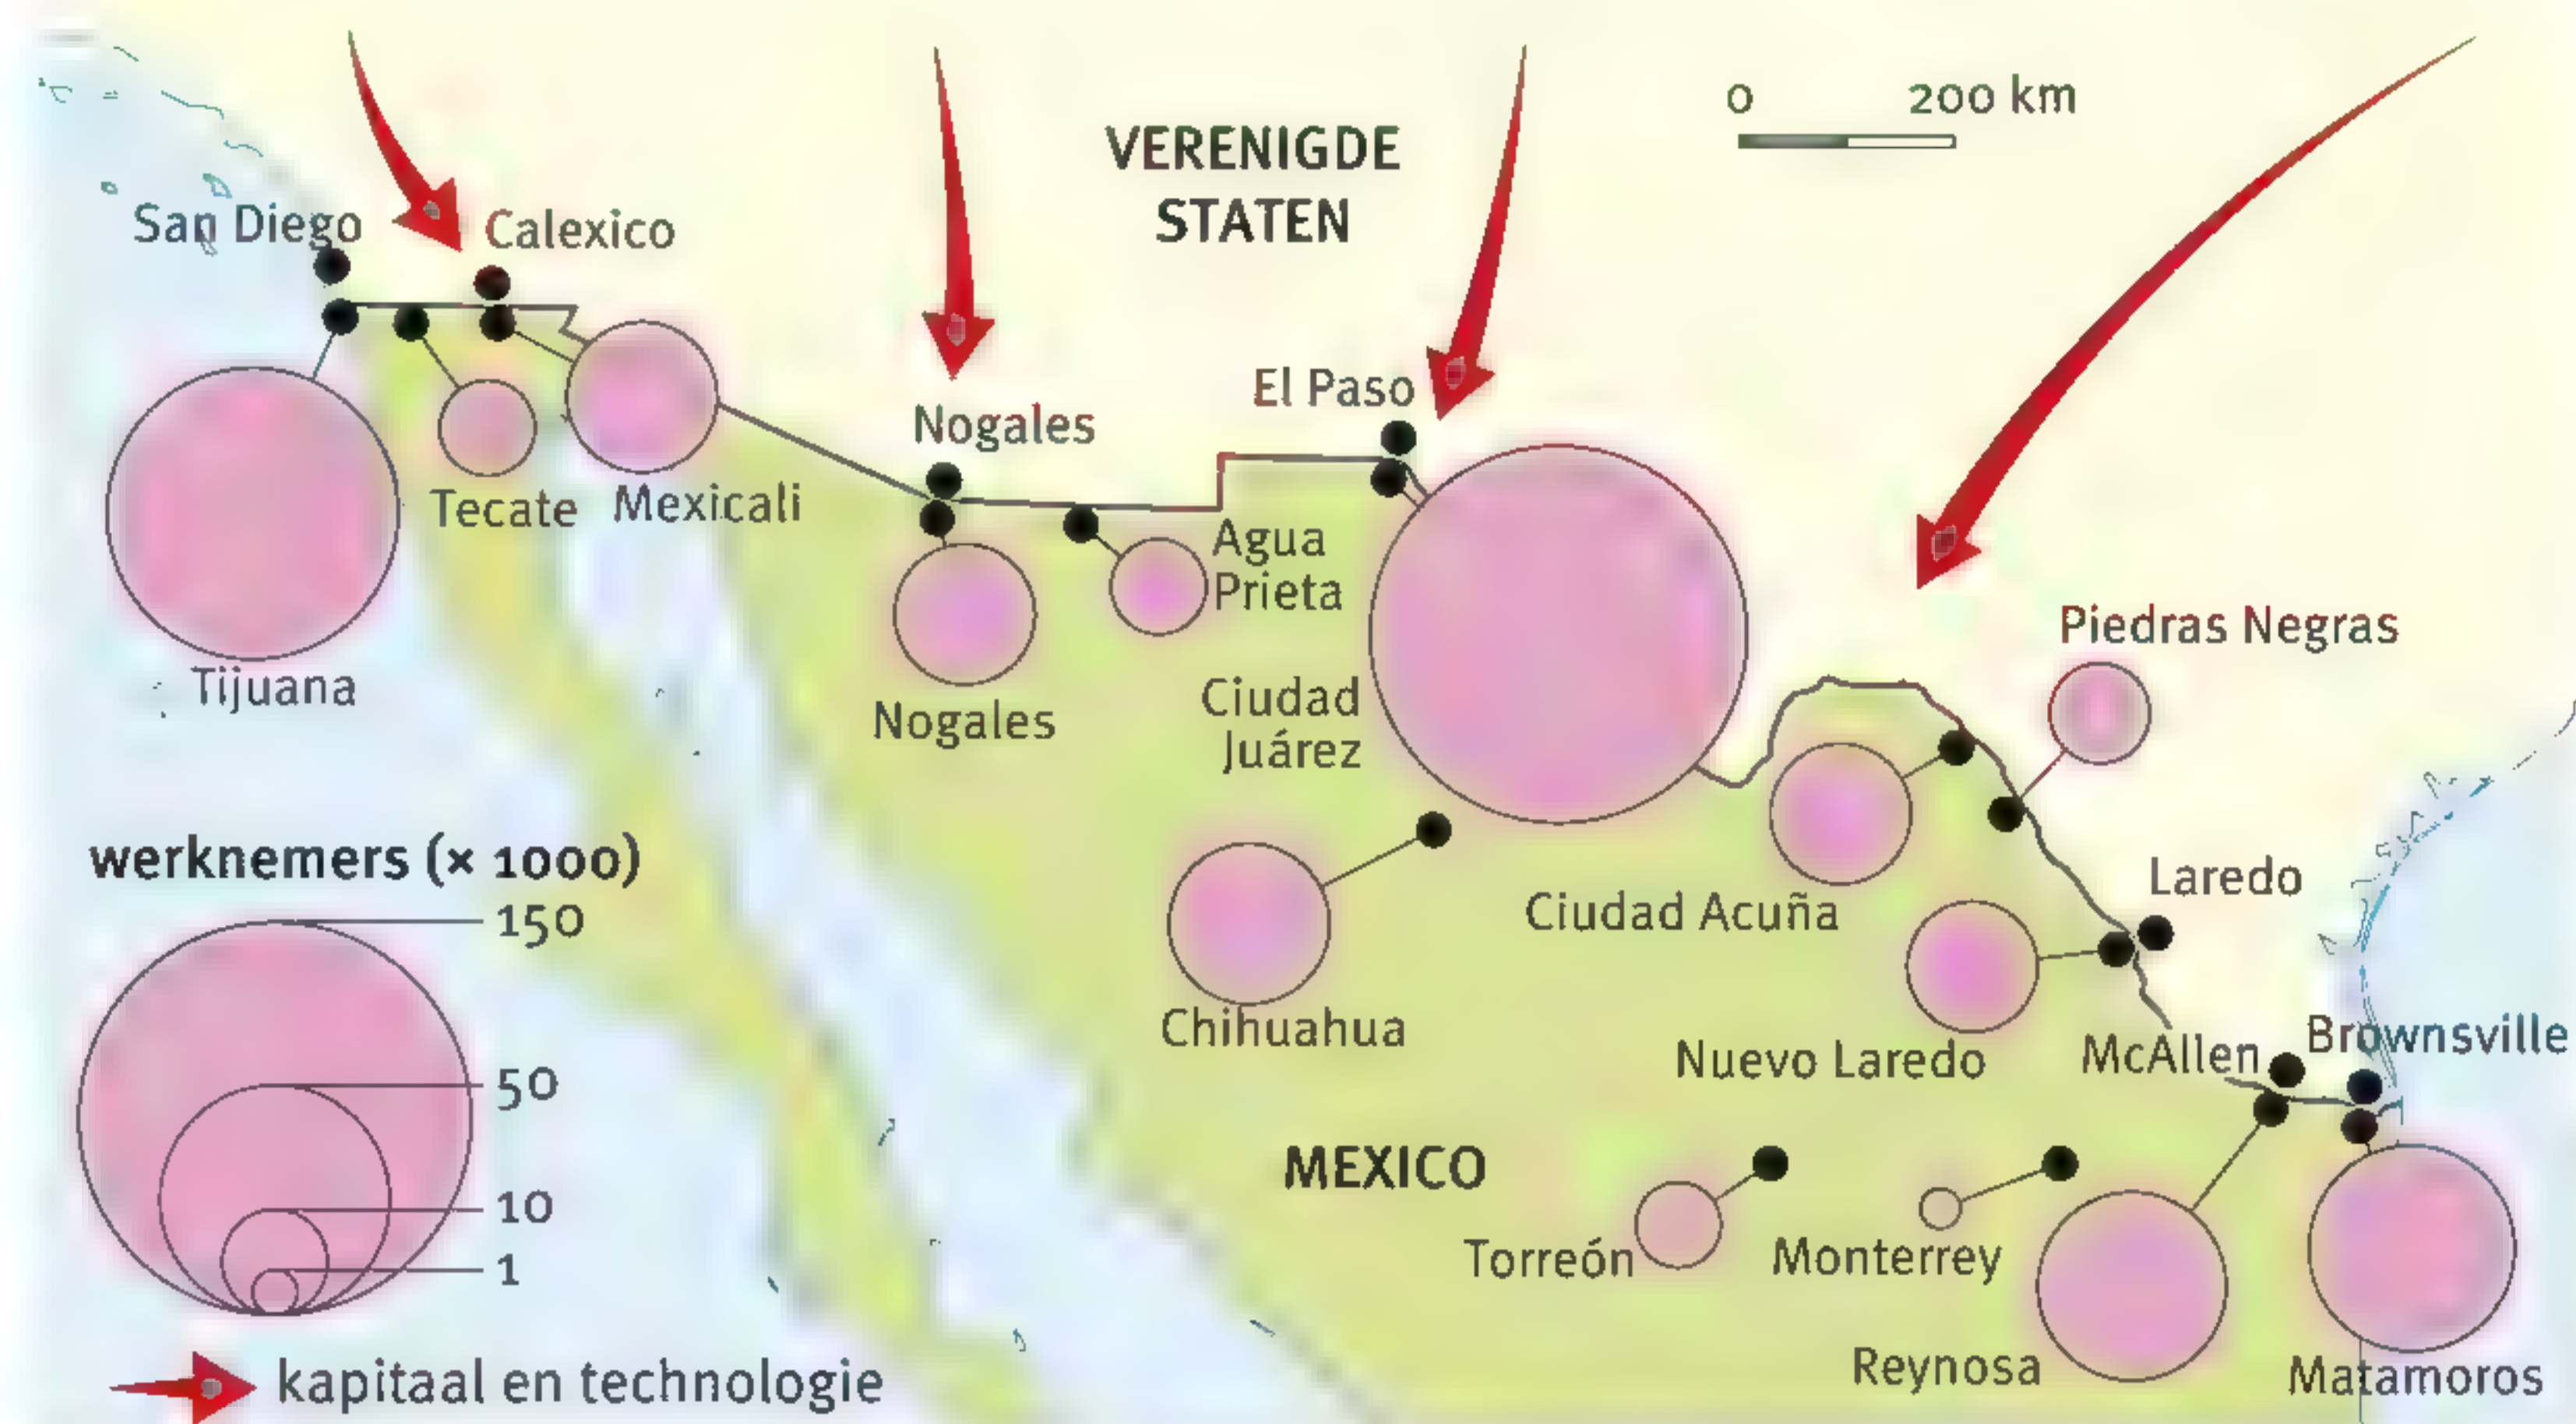 0 200 km
VERENIGDE
STATEN
San Diego
Calexico
El Paso
Nogales
Tecate
Mexicali
Agua
Prieta
Piedras Negras
Tijuana
Nogales
Ciudad
Juárez
Laredo
Ciudad Acuña
werknemers (× 1000)
150
50
10
1
Chihuahua
Nuevo Laredo
McAllen
Brownsville
MEXICO
Torreón
Monterrey
Reynosa
Matamoros
kapitaal en technologie